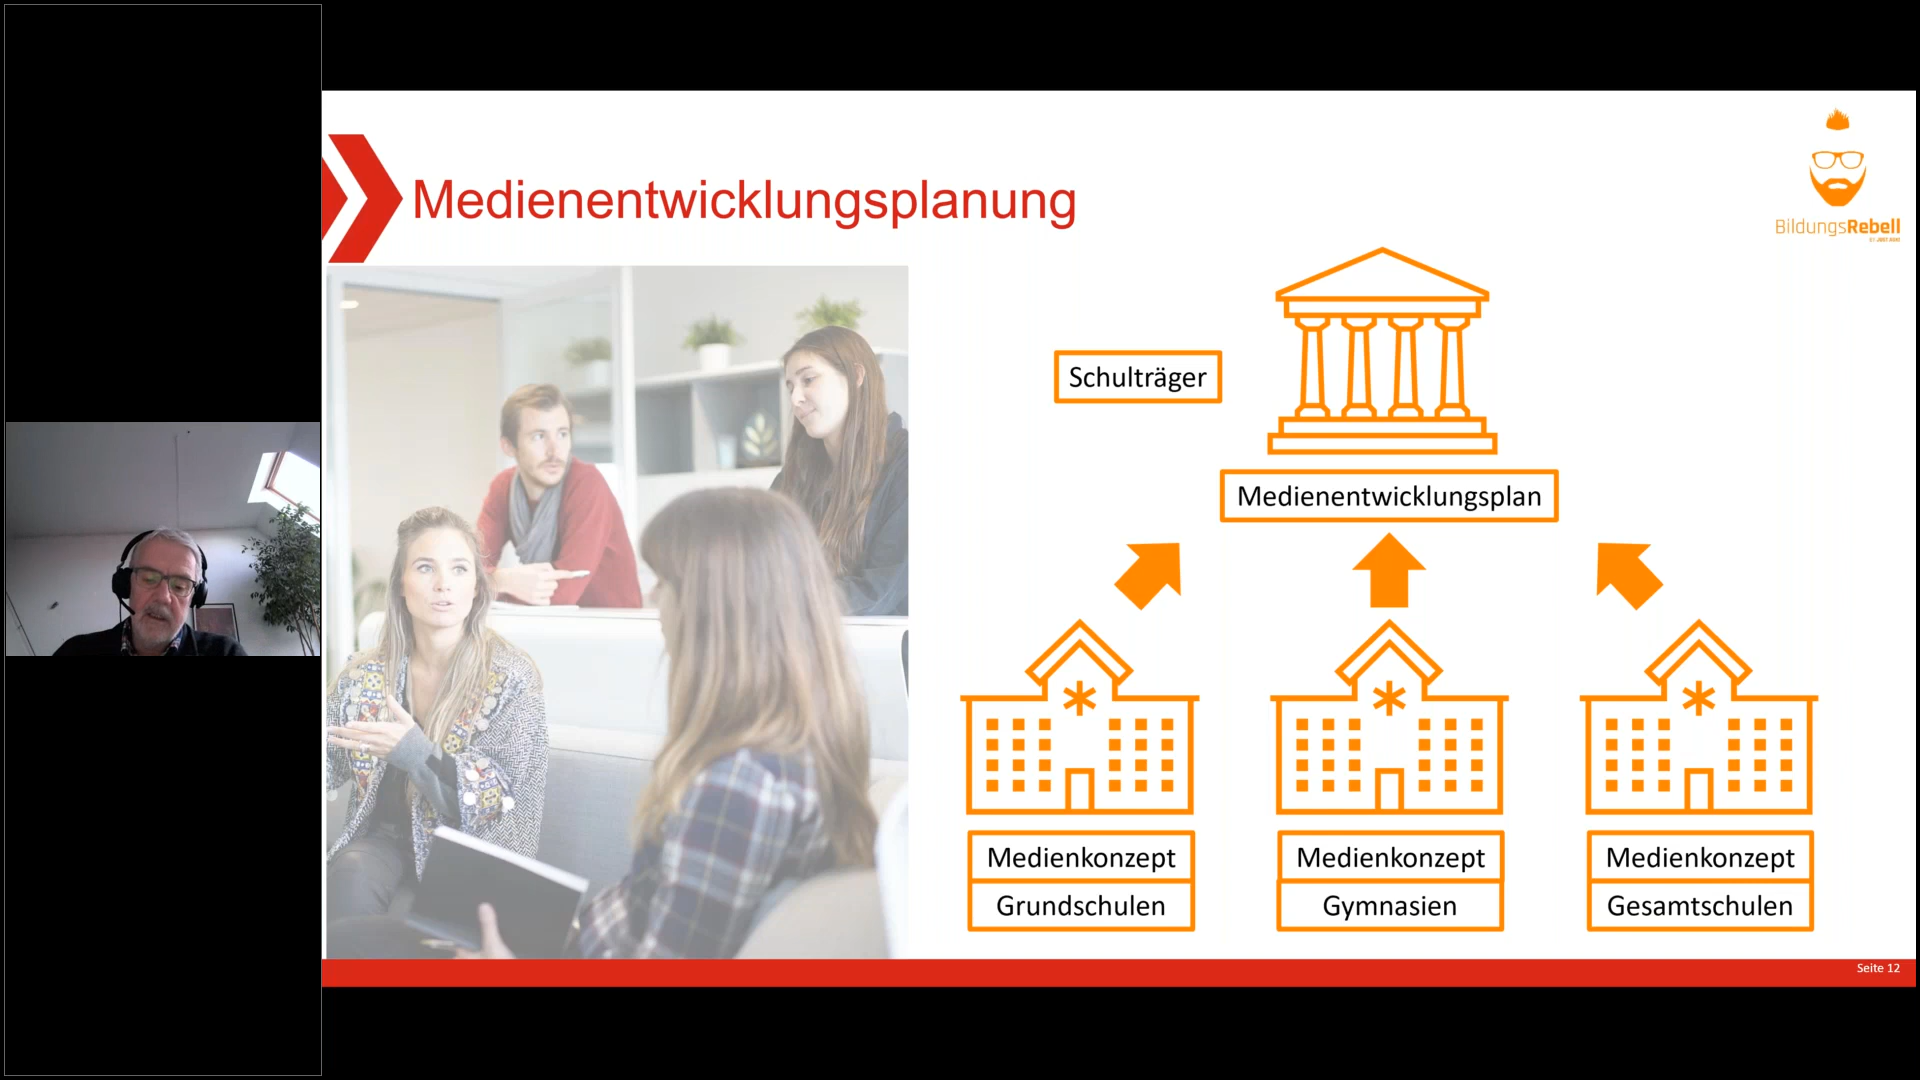 Medienentwicklungsplanung
BildungsRebell
Schulträger
Medienentwicklungsplan
Medienkonzept
Grundschulen
Medienkonzept
Gymnasien
Medienkonzept
Gesamtschulen
Seite 12